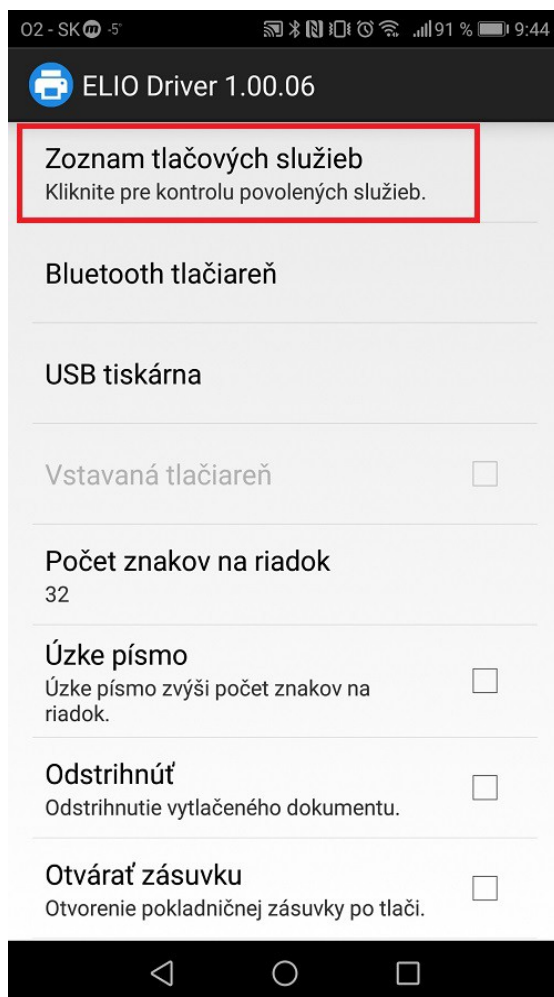 O2 - SK -5° 91 % 9:44
ELIO Driver 1.00.06
Zoznam tlačových služieb
Kliknite pre kontrolu povolených služieb.
Bluetooth tlačiareň
USB tiskárna
Vstavaná tlačiareň
Počet znakov na riadok
32
Úzke písmo
Úzke písmo zvýši počet znakov na
riadok.
Odstrihnúť
Odstrihnutie vytlačeného dokumentu.
Otvárať zásuvku
Otvorenie pokladničnej zásuvky po tlači.